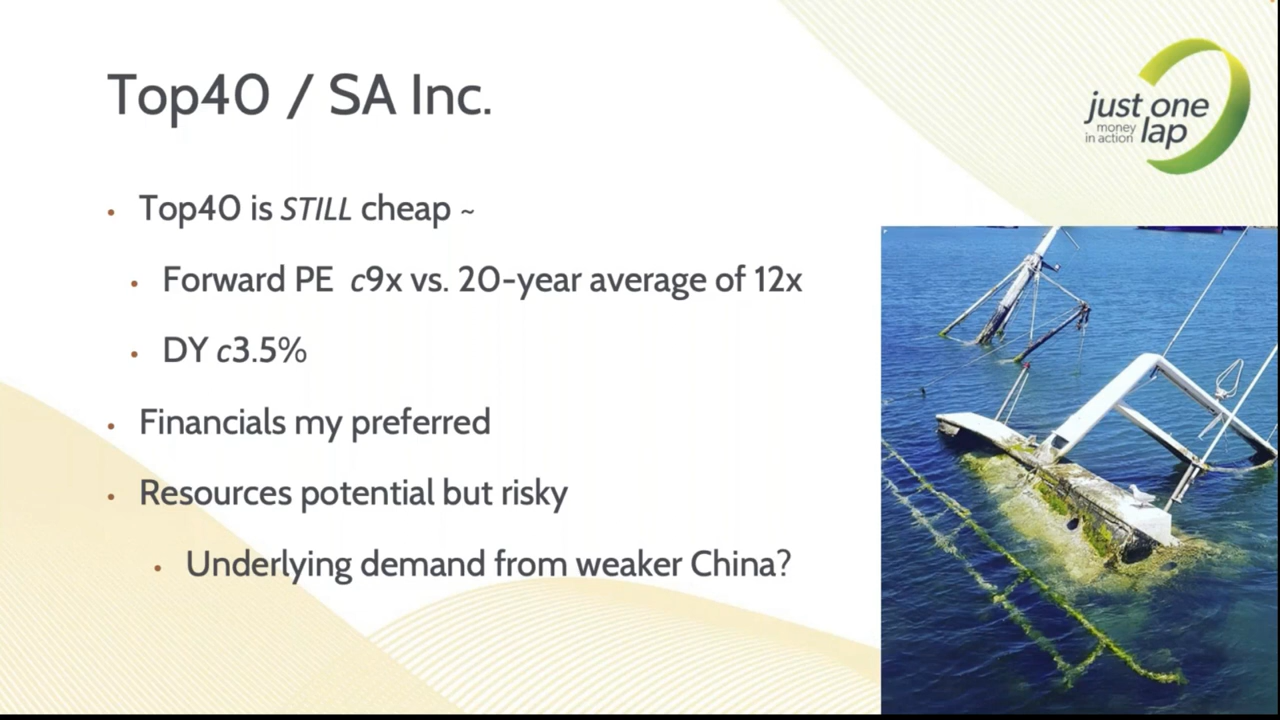 Top40 / SA Inc.
just one
money
in action lap
Top40 is STILL cheap ~
Forward PE c9x vs. 20-year average of 12x
DY c3.5%
Financials my preferred
Resources potential but risky
Underlying demand from weaker China?